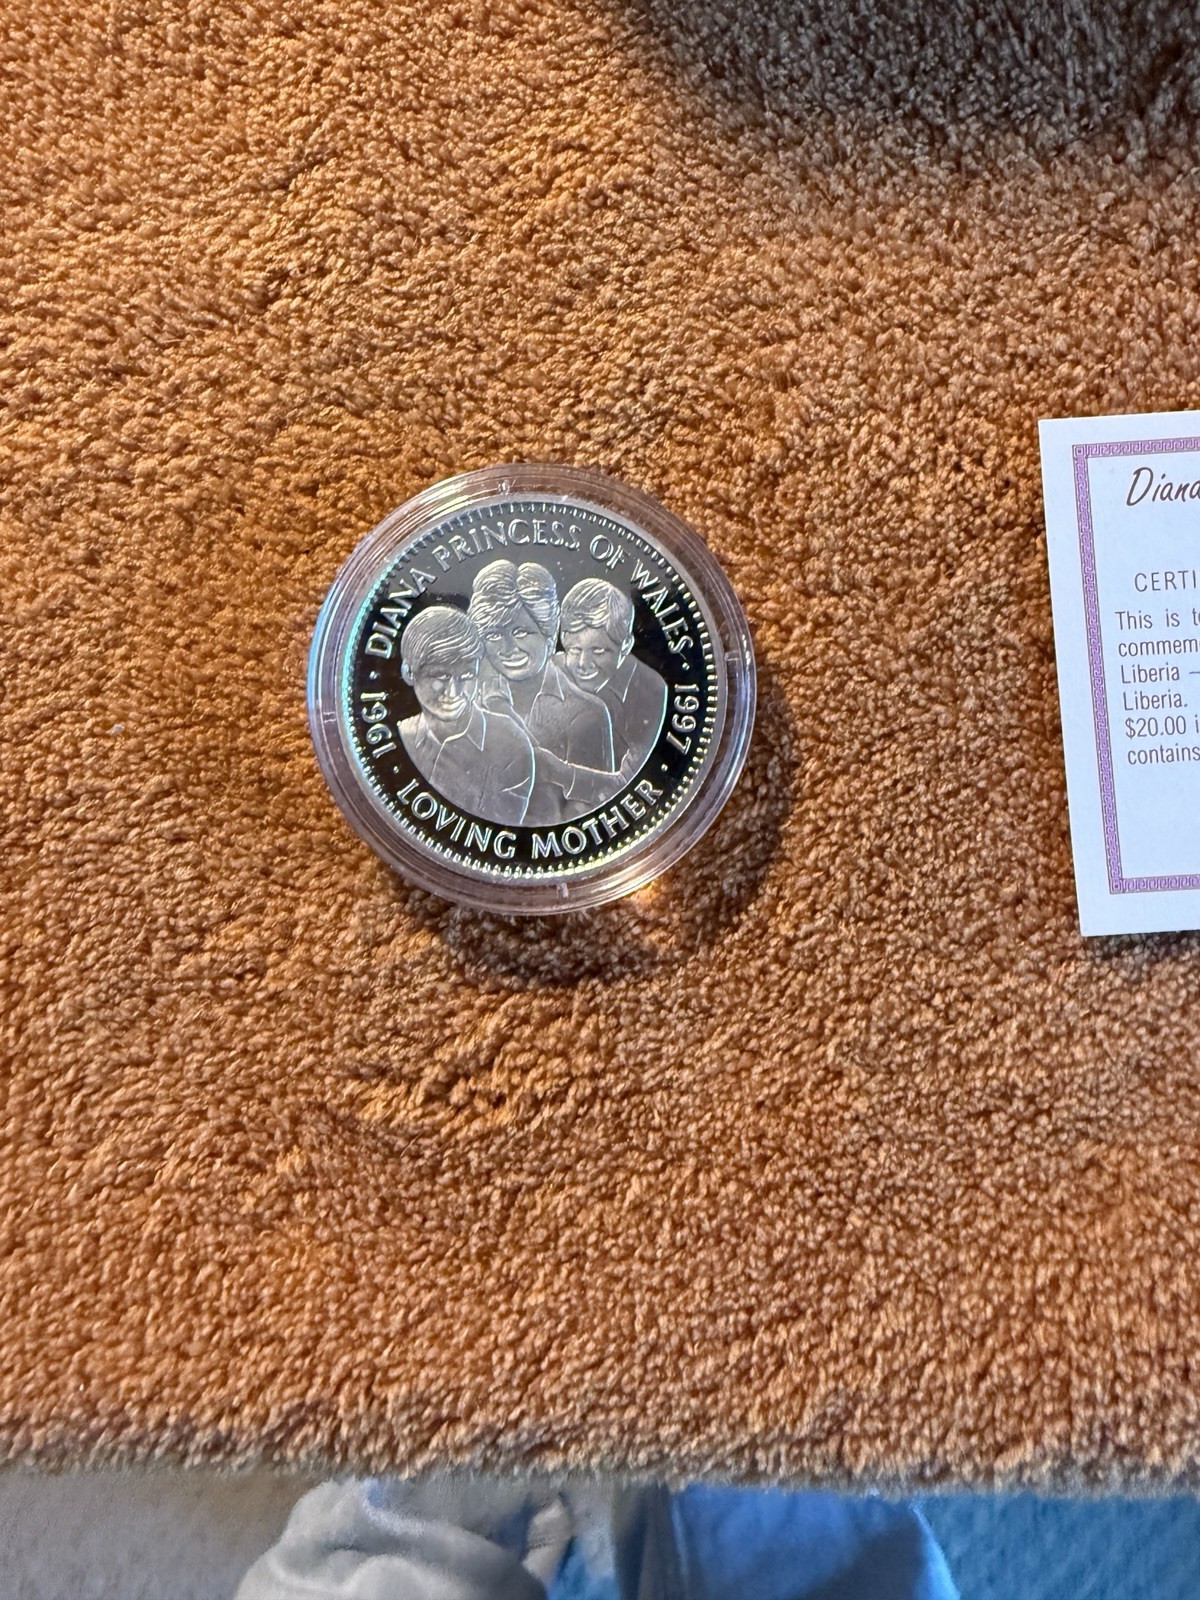 DIANA PRINCESS OF WALES
1961 · LOVING MOTHER · 1997
Diana
CERTI
This is t
commem
Liberia –
Liberia.
$20.00 i
contains